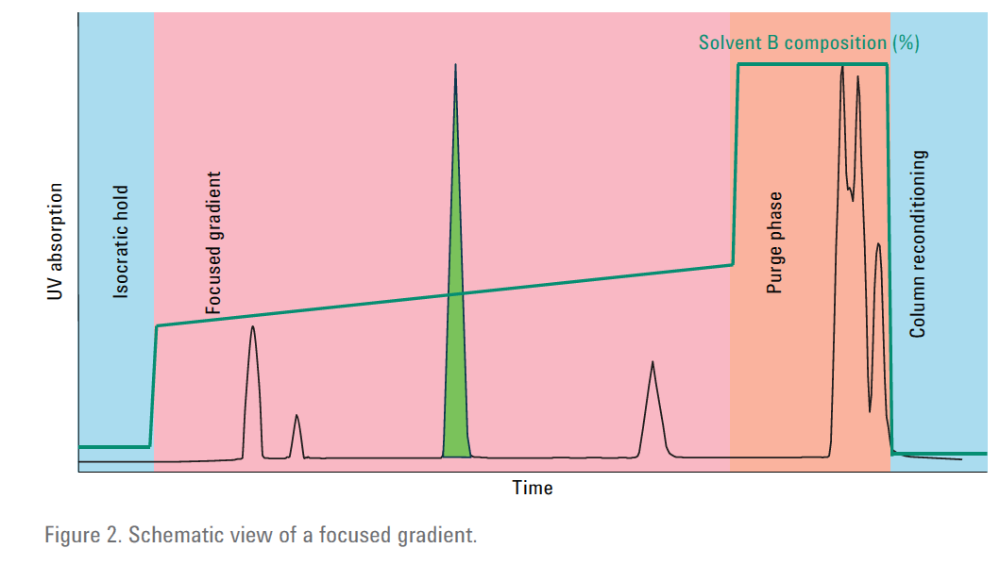 Solvent B composition (%)
UV absorption
Isocratic hold
Focused gradient
Purge phase
Column reconditioning
Time
Figure 2. Schematic view of a focused gradient.